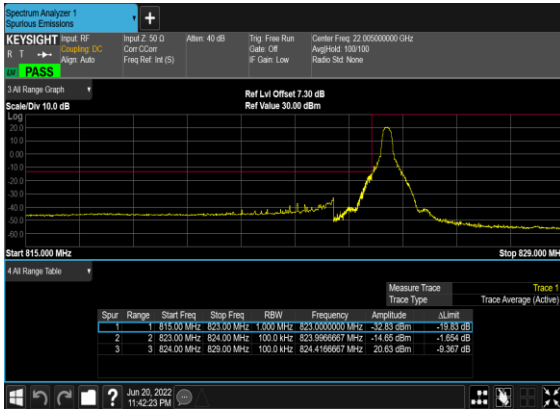 Spectrum Analyzer 1
Spurious Emissions
+
KEYSIGHT Input: RF Input Z: 50 Ω Atten: 40 dB Trig: Free Run Center Freq: 22.005000000 GHz
R T Coupling: DC Corr CCorr Gate: Off Avg|Hold: 100/100
Align: Auto Freq Ref: Int (S) IF Gain: Low Radio Std: None
PASS
3 All Range Graph
Ref Lvl Offset 7.30 dB
Scale/Div 10.0 dB Ref Value 30.00 dBm
Log
20.0
10.0
0.00
-10.0
-20.0
-30.0
-40.0
-50.0
-60.0
Start 815.000 MHz Stop 829.000 MH
4 All Range Table
Measure Trace Trace 1
Trace Type Trace Average (Active)
Spur Range Start Freq Stop Freq RBW Frequency Amplitude ΔLimit
1 1 815.00 MHz 823.00 MHz 1.000 MHz 823.0000000 MHz -32.83 dBm -19.83 dB
2 2 823.00 MHz 824.00 MHz 100.0 kHz 823.9966667 MHz -14.65 dBm -1.654 dB
3 3 824.00 MHz 829.00 MHz 100.0 kHz 824.4166667 MHz 20.63 dBm -9.367 dB
? Jun 20, 2022
11:42:23 PM